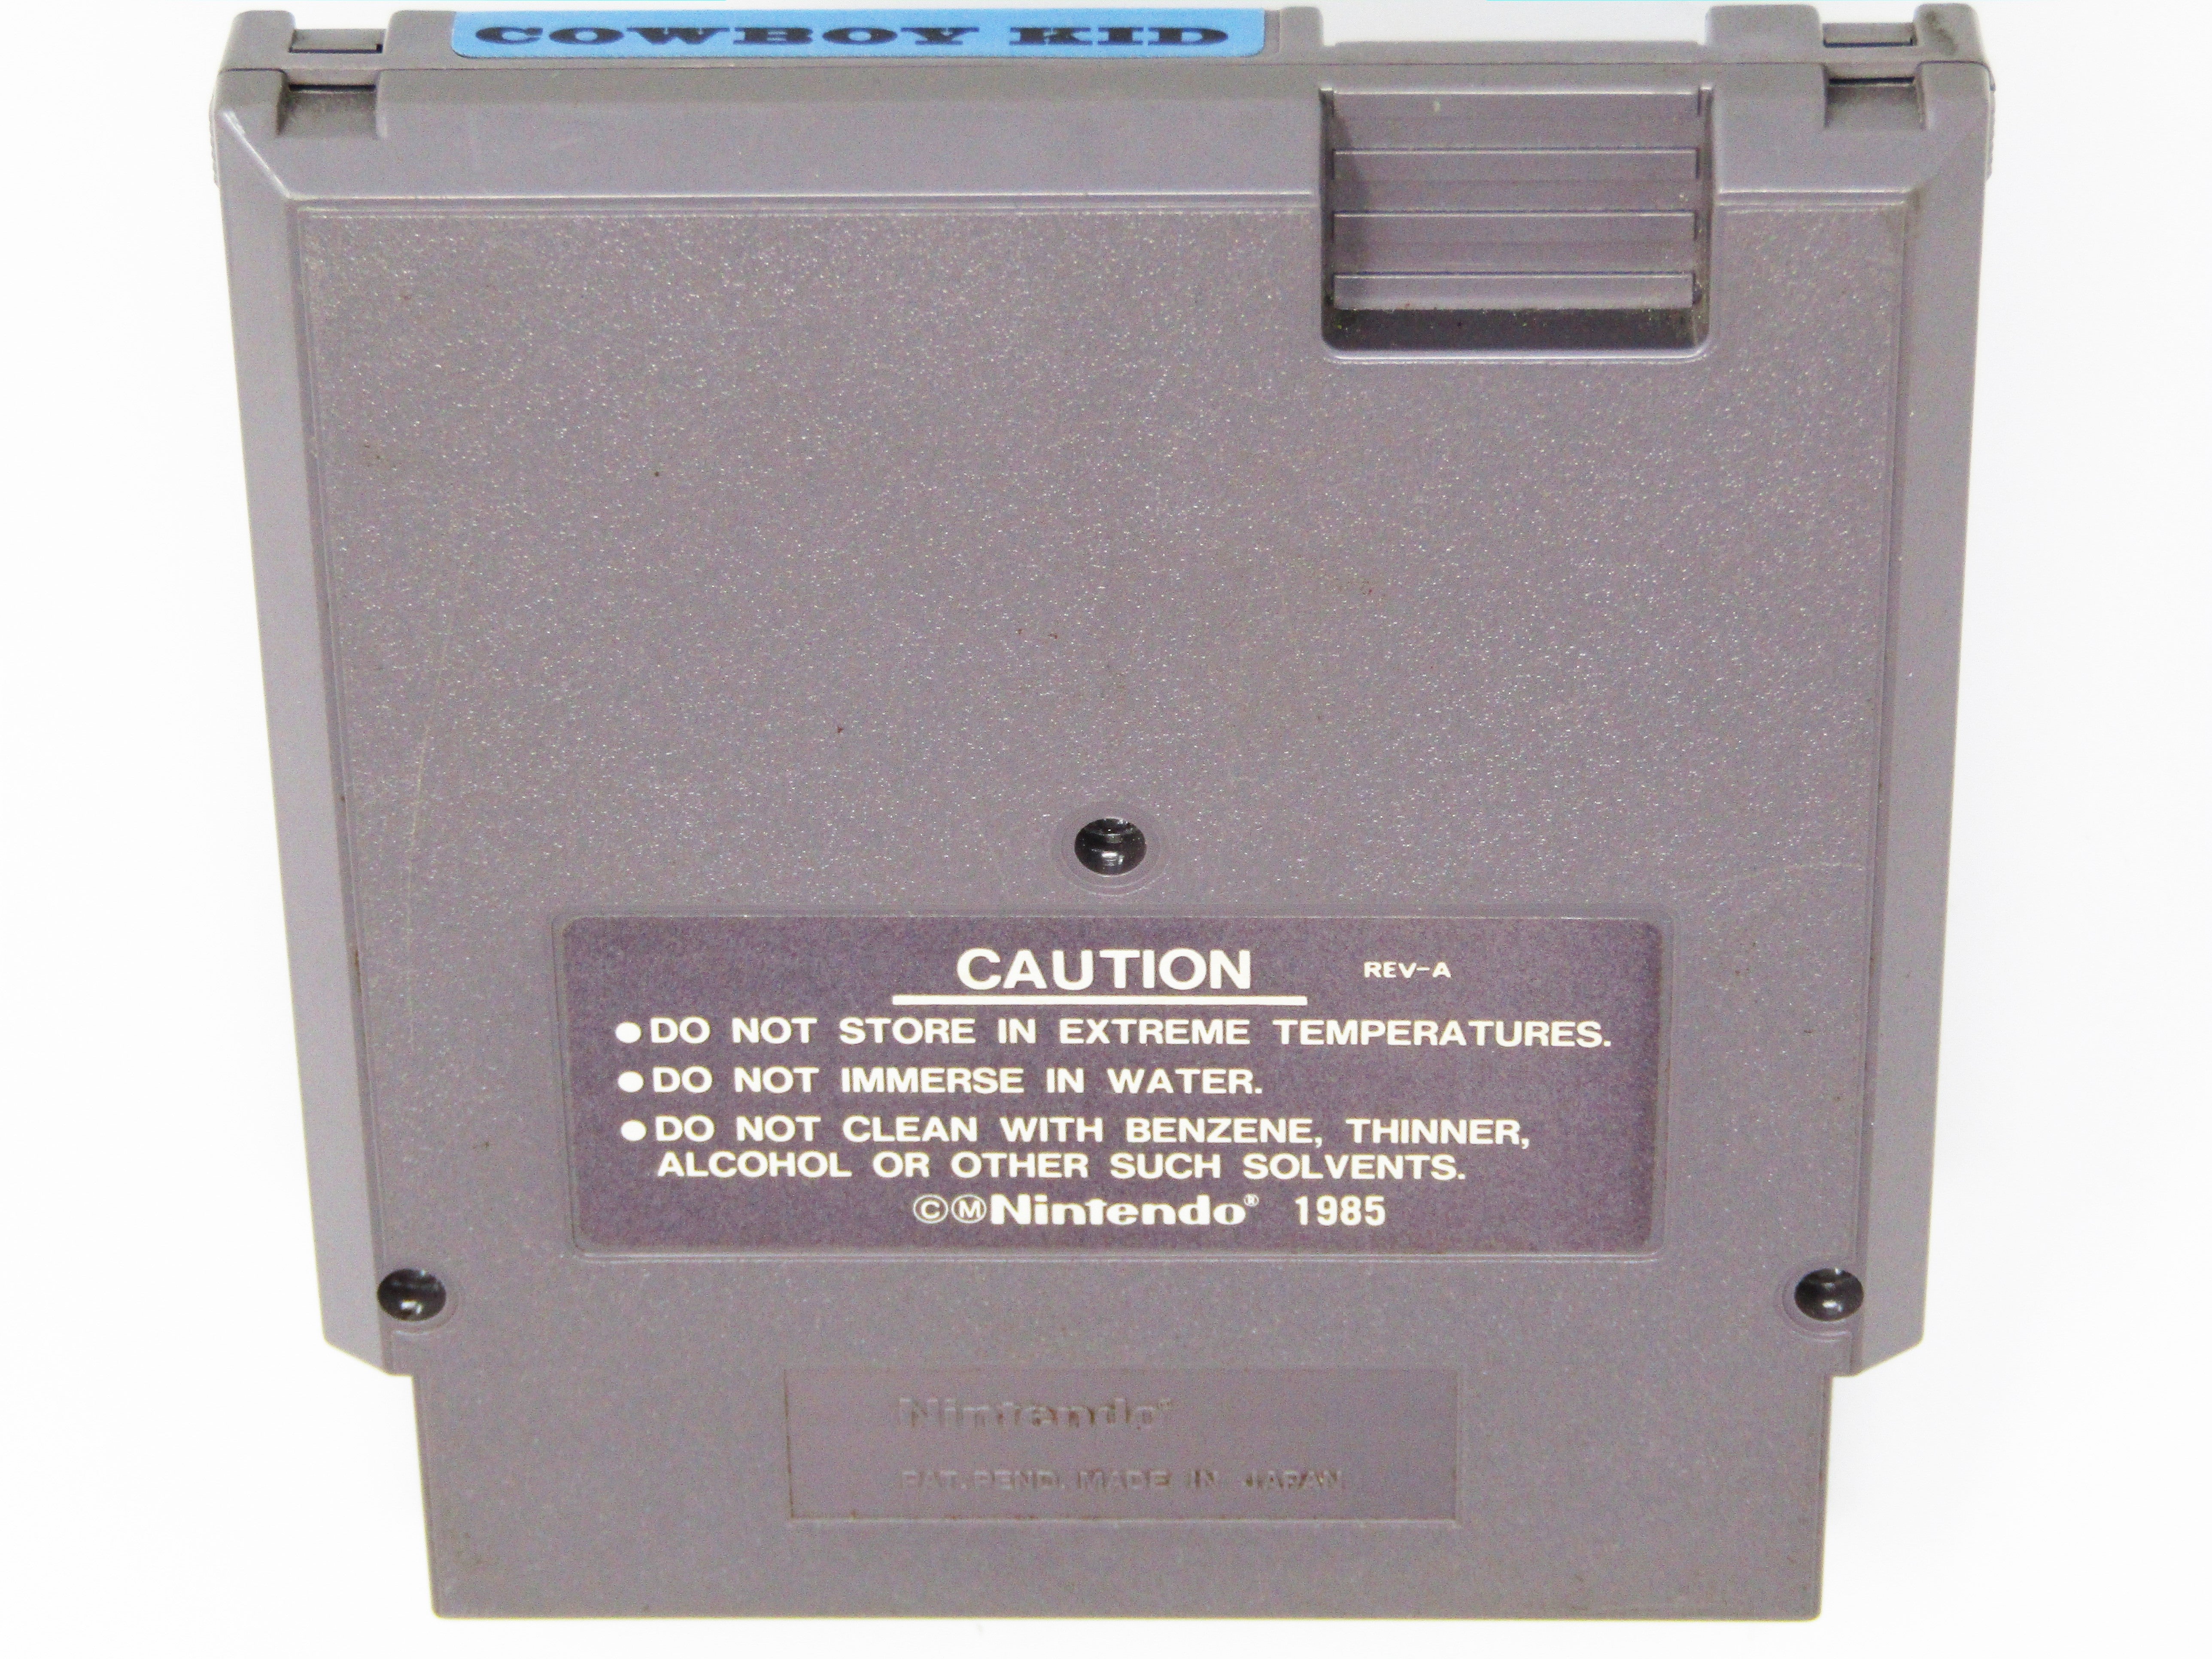 COWBOY KID
CAUTION REV-A
●DO NOT STORE IN EXTREME TEMPERATURES.
●DO NOT IMMERSE IN WATER.
●DO NOT CLEAN WITH BENZENE, THINNER,
ALCOHOL OR OTHER SUCH SOLVENTS.
©ⓂNintendo® 1985
Nintendo®
PAT. PEND. MADE IN JAPAN